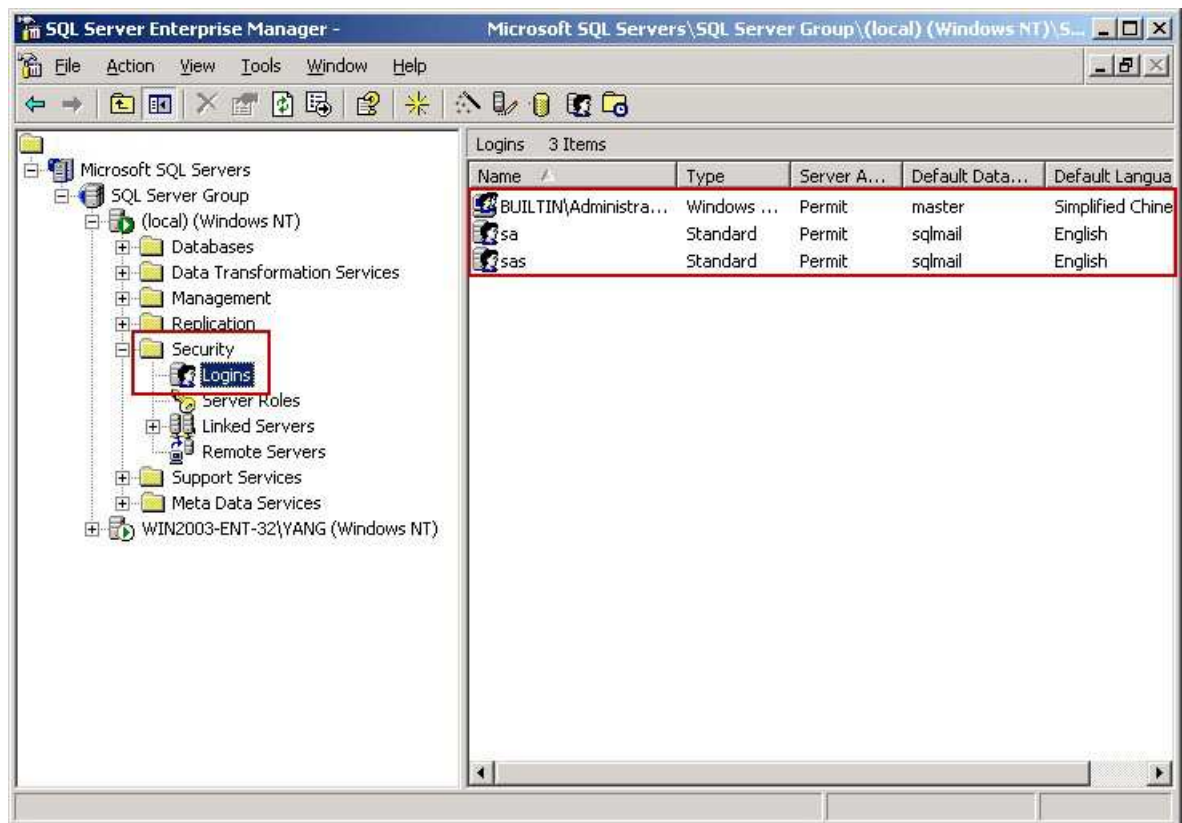 SQL Server Enterprise Manager - Microsoft SQL Servers\SQL Server Group\(local) (Windows NT)\S...
File Action View Tools Window Help
Logins 3 Items
Microsoft SQL Servers
SQL Server Group
(local) (Windows NT)
Databases
Data Transformation Services
Management
Replication
Security
Logins
Server Roles
Linked Servers
Remote Servers
Support Services
Meta Data Services
WIN2003-ENT-32\YANG (Windows NT)
Name Type Server A... Default Data... Default Langua
BUILTIN\Administra... Windows ... Permit master Simplified Chine
sa Standard Permit sqlmail English
sas Standard Permit sqlmail English